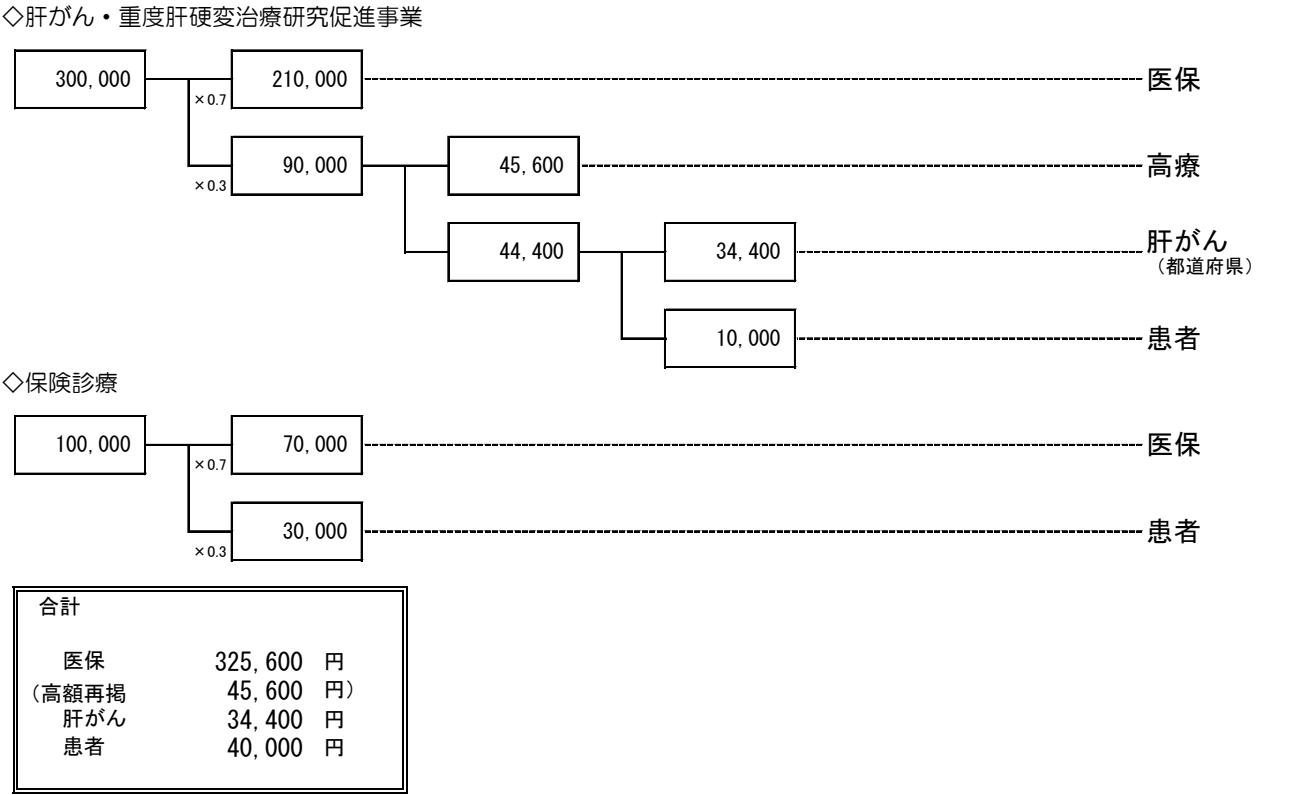 ◇肝がん・重度肝硬変治療研究促進事業
300,000
×0.7
210,000
医保
×0.3
90,000
45,600
高療
44,400
34,400
肝がん
（都道府県）
10,000
患者
◇保険診療
100,000
×0.7
70,000
医保
×0.3
30,000
患者
合計
医保 325,600 円
（高額再掲 45,600 円）
肝がん 34,400 円
患者 40,000 円